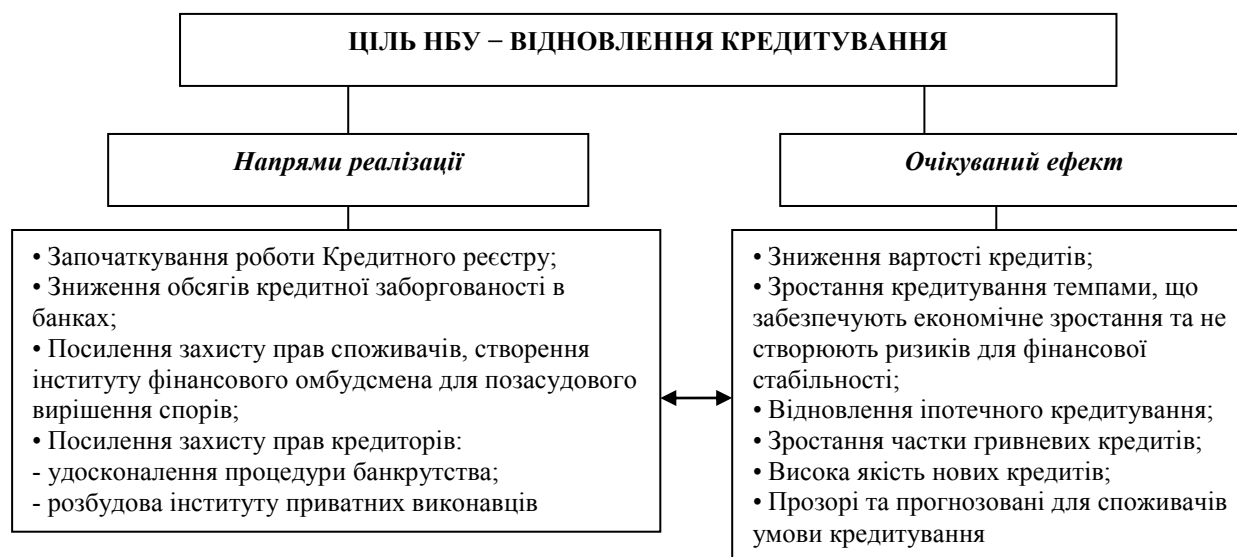 ЦІЛЬ НБУ – ВІДНОВЛЕННЯ КРЕДИТУВАННЯ
Напрями реалізації
• Започаткування роботи Кредитного реєстру;
• Зниження обсягів кредитної заборгованості в
банках;
• Посилення захисту прав споживачів, створення
інституту фінансового омбудсмена для позасудового
вирішення спорів;
• Посилення захисту прав кредиторів:
- удосконалення процедури банкрутства;
- розбудова інституту приватних виконавців
Очікуваний ефект
• Зниження вартості кредитів;
• Зростання кредитування темпами, що
забезпечують економічне зростання та не
створюють ризиків для фінансової
стабільності;
• Відновлення іпотечного кредитування;
• Зростання частки гривневих кредитів;
• Висока якість нових кредитів;
• Прозорі та прогнозовані для споживачів
умови кредитування